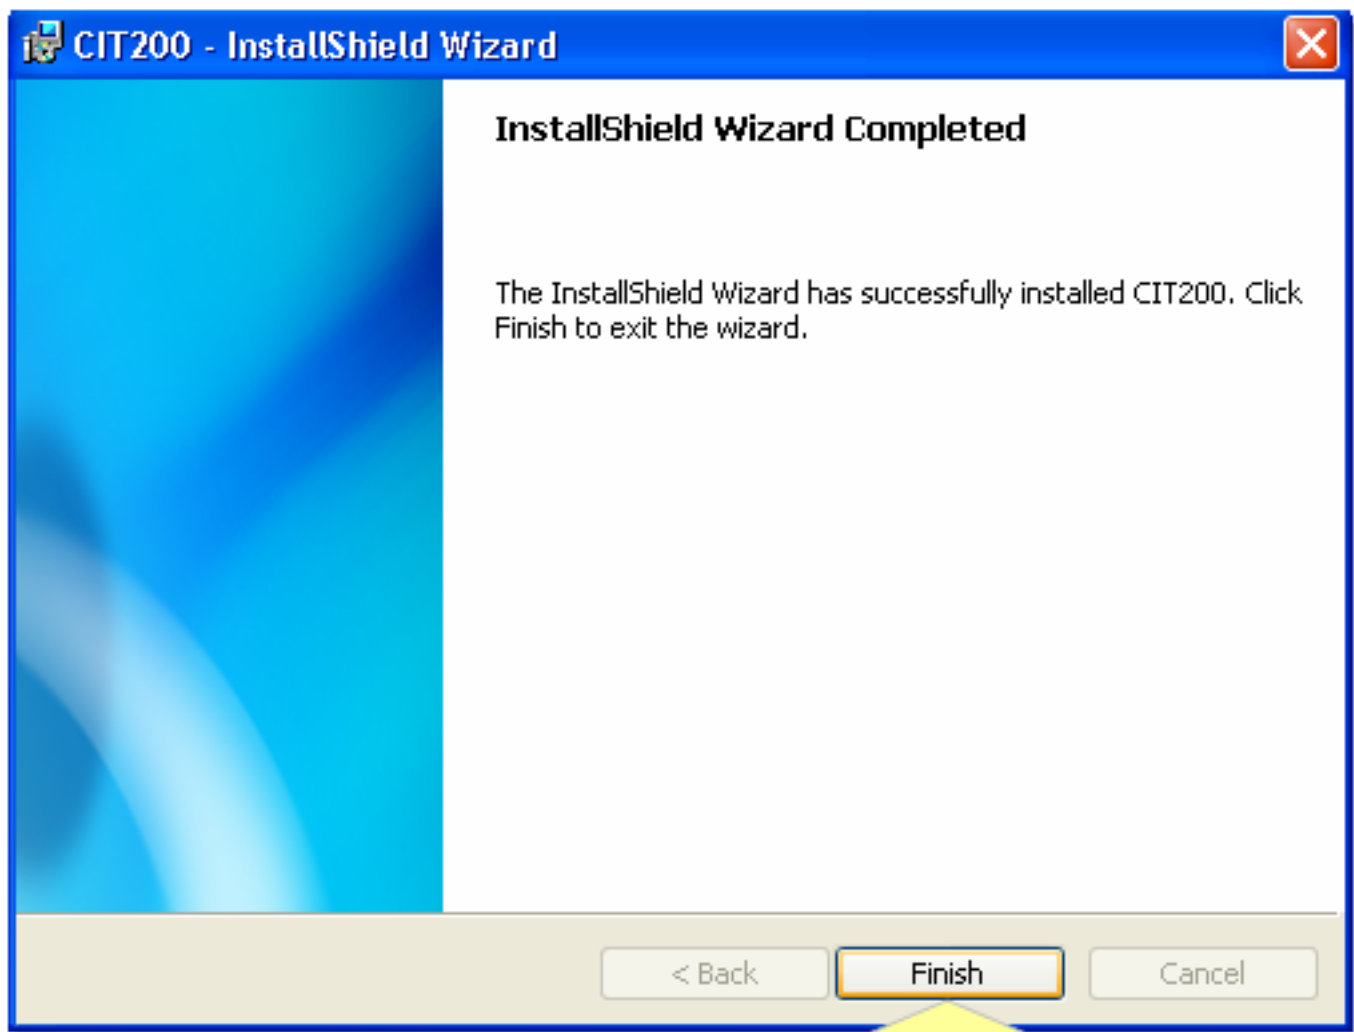 CIT200 - InstallShield Wizard
InstallShield Wizard Completed
The InstallShield Wizard has successfully installed CIT200. Click
Finish to exit the wizard.
< Back Finish Cancel